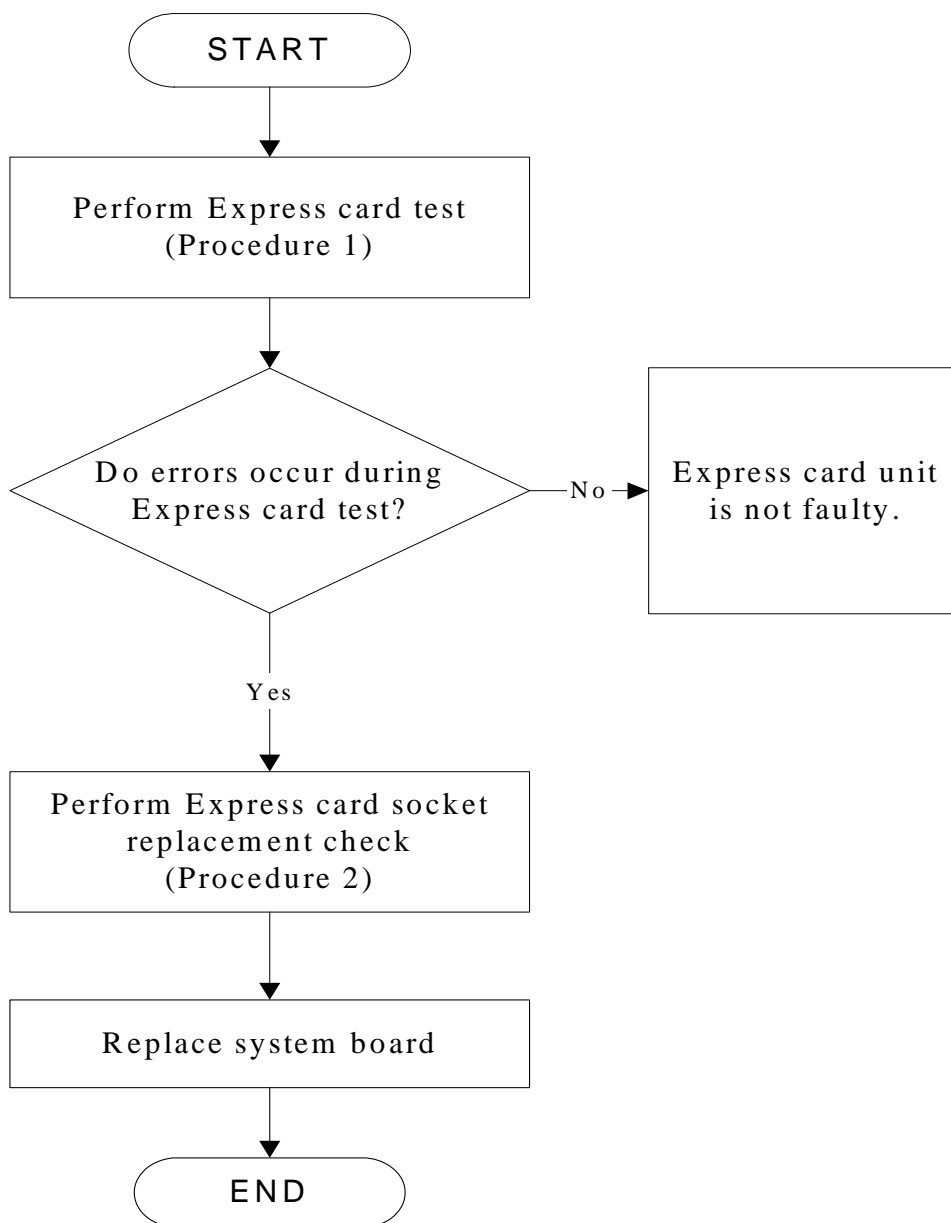 START
Perform Express card test
(Procedure 1)
Do errors occur during
Express card test?
No
Express card unit
is not faulty.
Yes
Perform Express card socket
replacement check
(Procedure 2)
Replace system board
END